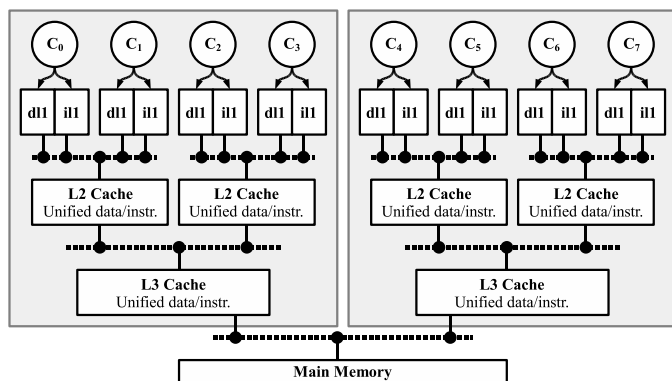 C0 C1 C2 C3 C4 C5 C6 C7
dl1 il1 dl1 il1 dl1 il1 dl1 il1 dl1 il1 dl1 il1 dl1 il1 dl1 il1
L2 Cache L2 Cache L2 Cache L2 Cache
Unified data/instr. Unified data/instr. Unified data/instr. Unified data/instr.
L3 Cache L3 Cache
Unified data/instr. Unified data/instr.
Main Memory